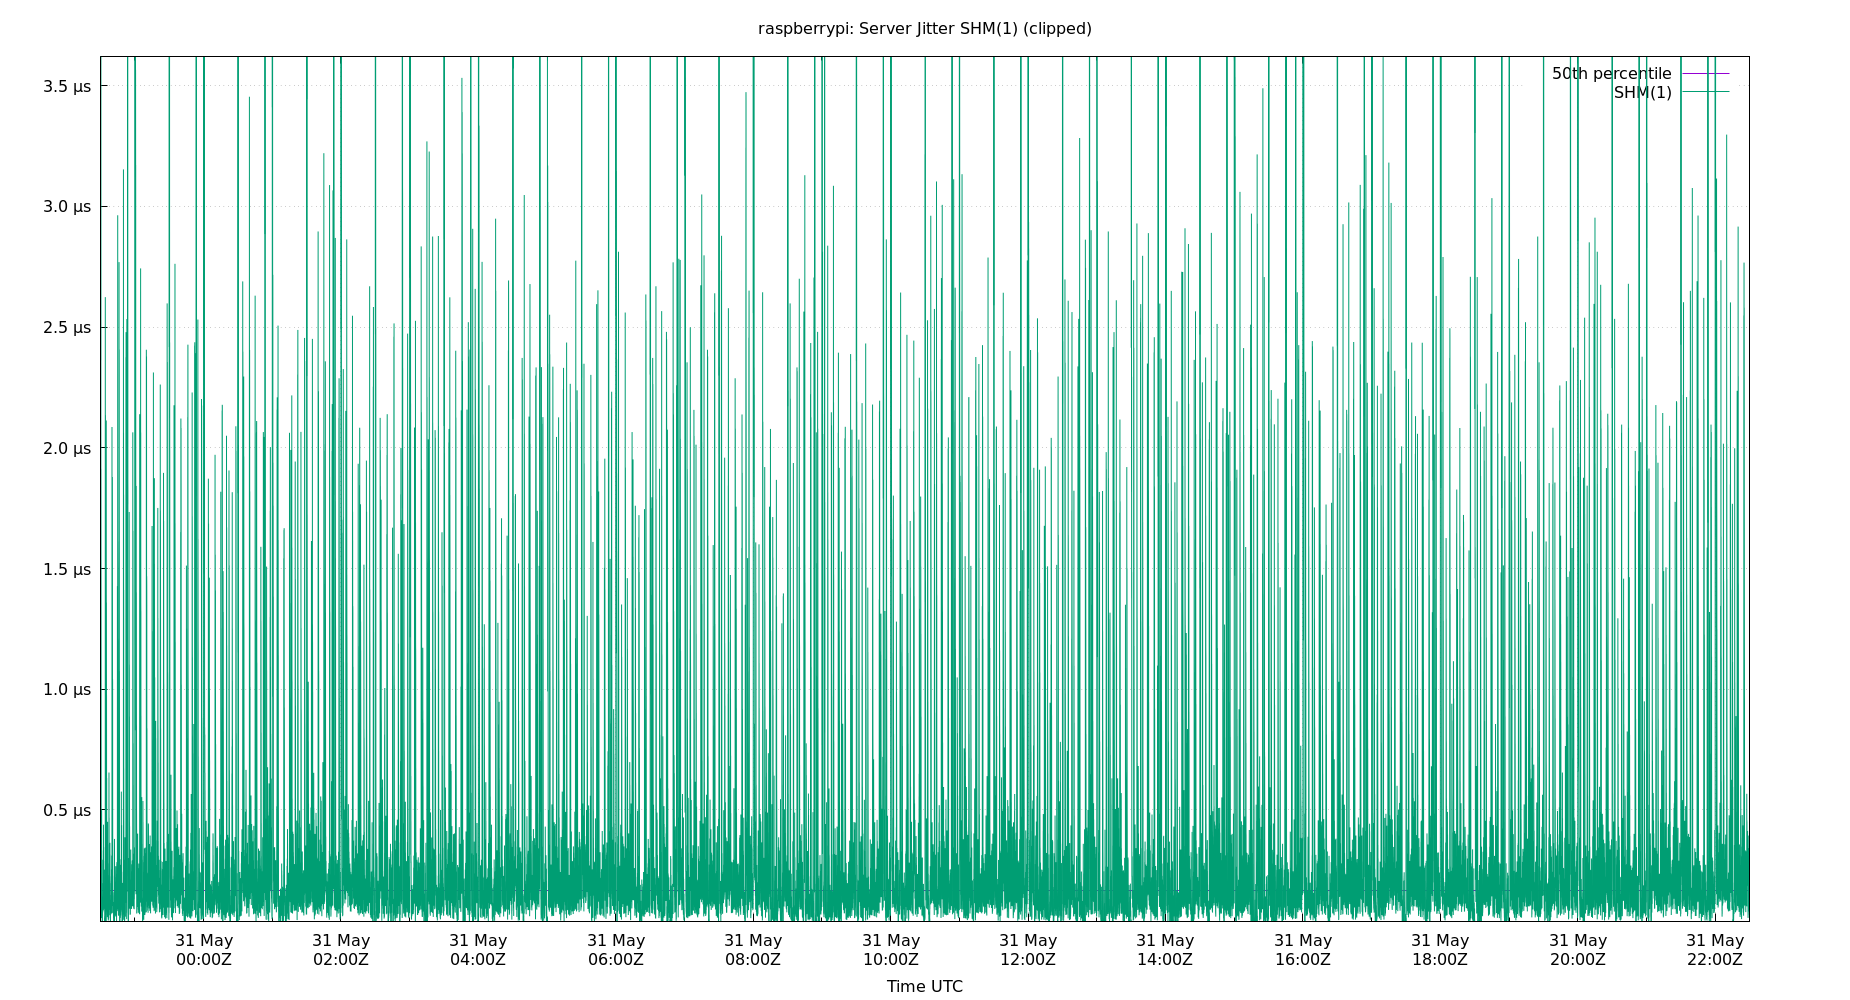 raspberrypi: Server Jitter SHM(1) (clipped)
50th percentile
SHM(1)
3.5 µs
3.0 µs
2.5 µs
2.0 µs
1.5 µs
1.0 µs
0.5 µs
31 May 31 May 31 May 31 May 31 May 31 May 31 May 31 May 31 May 31 May 31 May 31 May
00:00Z 02:00Z 04:00Z 06:00Z 08:00Z 10:00Z 12:00Z 14:00Z 16:00Z 18:00Z 20:00Z 22:00Z
Time UTC